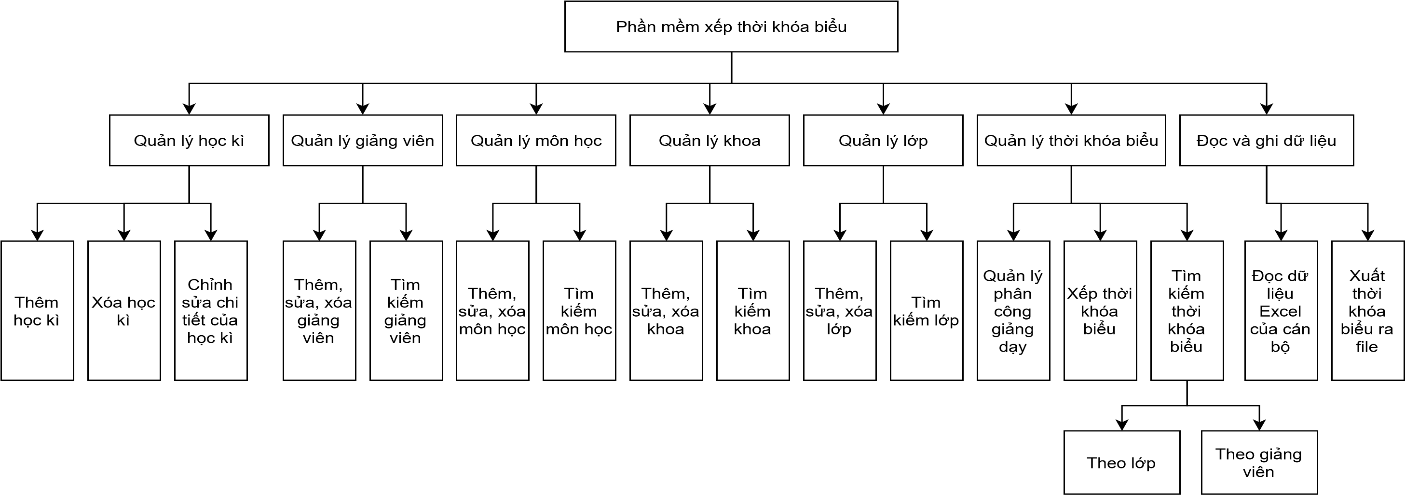 Phần mềm xếp thời khóa biểu
Quản lý học kì
Quản lý giảng viên
Quản lý môn học
Quản lý khoa
Quản lý lớp
Quản lý thời khóa biểu
Đọc và ghi dữ liệu
Thêm
học kì
Xóa học
kì
Chỉnh
sửa chi
tiết của
học kì
Thêm,
sửa, xóa
giảng
viên
Tìm
kiếm
giảng
viên
Thêm,
sửa, xóa
môn học
Tìm
kiếm
môn học
Thêm,
sửa, xóa
khoa
Tìm
kiếm
khoa
Thêm,
sửa, xóa
lớp
Tìm
kiếm lớp
Quản lý
phân
công
giảng
dạy
Xếp thời
khóa
biểu
Tìm
kiếm
thời
khóa
biểu
Đọc dữ
liệu
Excel
của cán
bộ
Xuất
thời
khóa
biểu ra
file
Theo lớp
Theo giảng
viên